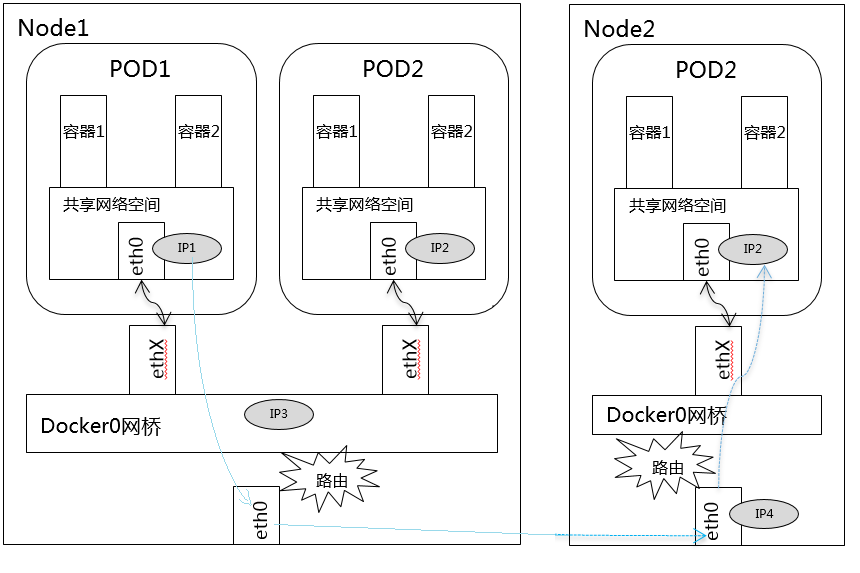 Node1
POD1
容器1
容器2
共享网络空间
eth0
IP1
ethX
POD2
容器1
容器2
共享网络空间
eth0
IP2
ethX
Docker0网桥
IP3
路由
eth0
Node2
POD2
容器1
容器2
共享网络空间
eth0
IP2
ethX
Docker0网桥
路由
eth0
IP4